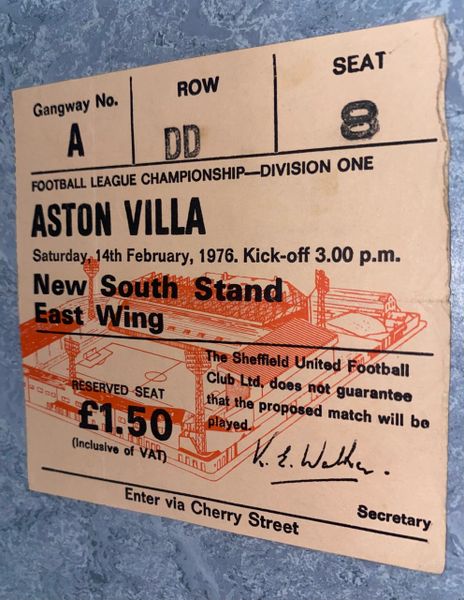 Gangway No.
A
ROW
DD
SEAT
8
FOOTBALL LEAGUE CHAMPIONSHIP—DIVISION ONE
ASTON VILLA
Saturday, 14th February, 1976. Kick-off 3.00 p.m.
New South Stand
East Wing
RESERVED SEAT
£1.50
(Inclusive of VAT)
The Sheffield United Football
Club Ltd, does not guarantee
that the proposed match will be
played.
K. E. Walker.
Secretary
Enter via Cherry Street